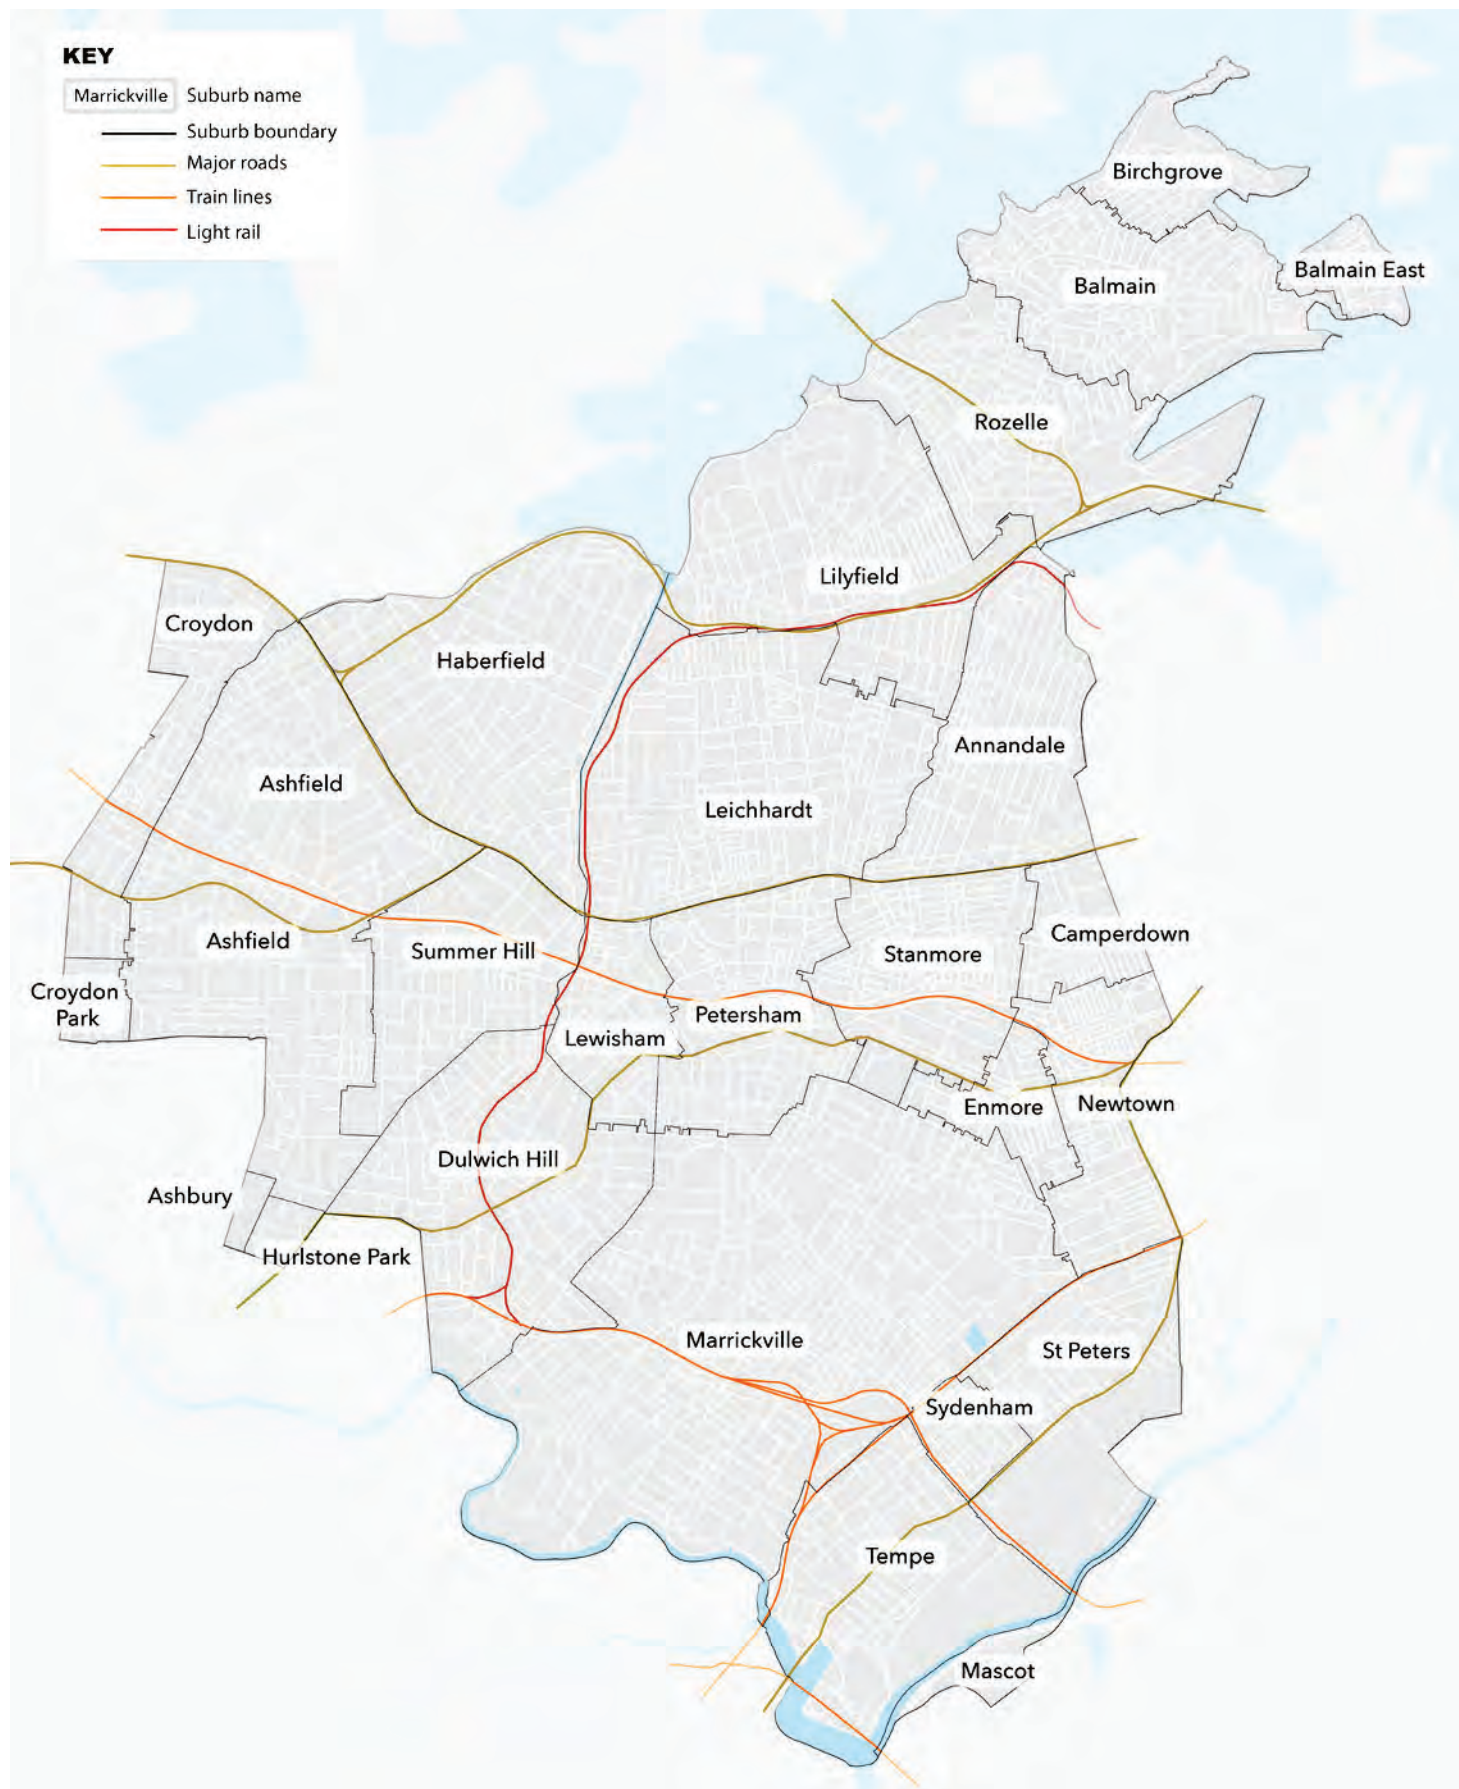 KEY
Marrickville Suburb name
Suburb boundary
Major roads
Train lines
Light rail
Birchgrove
Balmain East
Balmain
Rozelle
Lilyfield
Croydon
Haberfield
Annandale
Ashfield
Leichhardt
Camperdown
Ashfield
Summer Hill
Stanmore
Croydon
Park
Petersham
Lewisham
Enmore
Newtown
Dulwich Hill
Ashbury
Hurlstone Park
Marrickville
St Peters
Sydenham
Tempe
Mascot